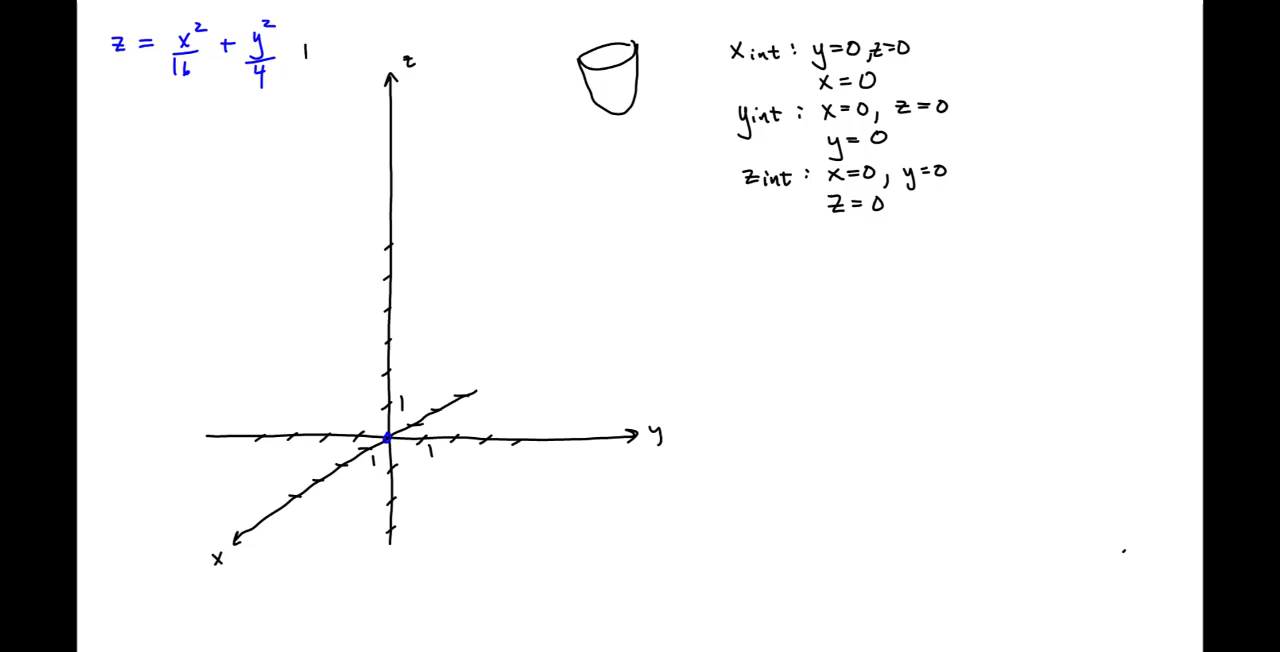 z = x²/16 + y²/4 1
z
x int : y=0, z=0
x = 0
y int : x=0, z=0
y = 0
z int : x=0, y=0
z = 0
1
y
1
1
x